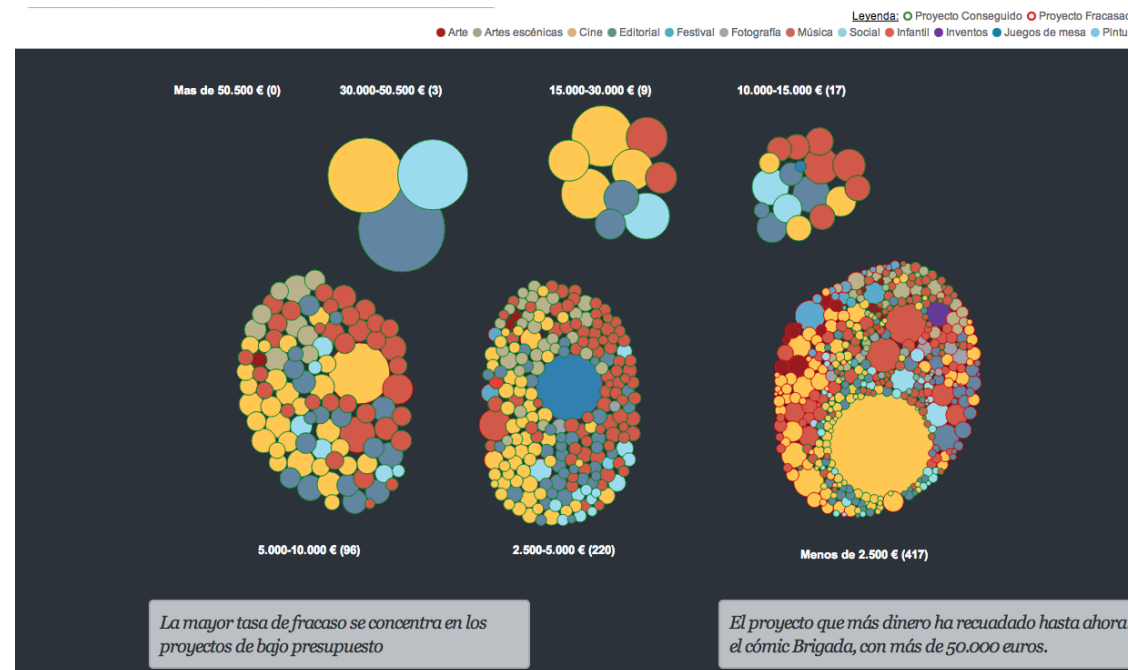 Leyenda: Proyecto Conseguido Proyecto Fracasad
Arte Artes escénicas Cine Editorial Festival Fotografía Música Social Infantil Inventos Juegos de mesa Pintu
Mas de 50.500 € (0) 30.000-50.500 € (3) 15.000-30.000 € (9) 10.000-15.000 € (17)
5.000-10.000 € (96) 2.500-5.000 € (220) Menos de 2.500 € (417)
La mayor tasa de fracaso se concentra en los
proyectos de bajo presupuesto
El proyecto que más dinero ha recuadado hasta ahora
el cómic Brigada, con más de 50.000 euros.